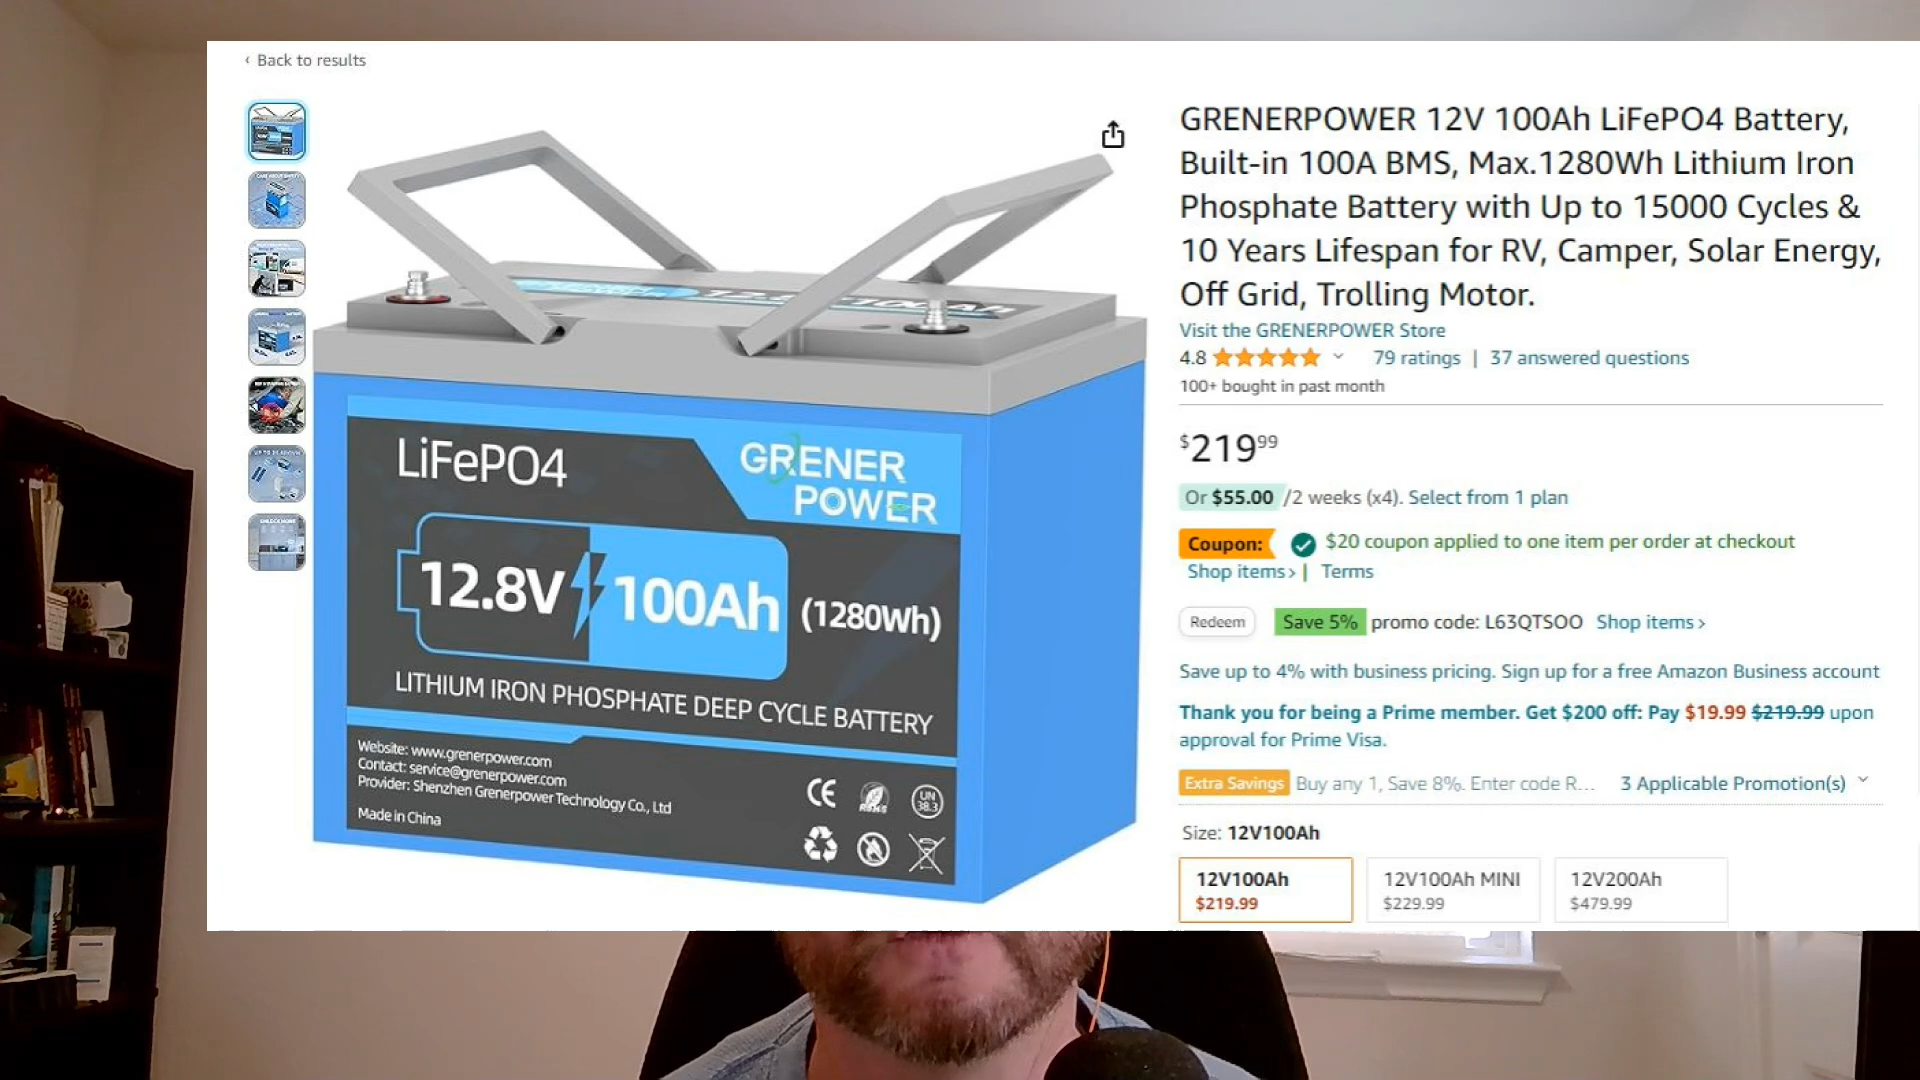 ‹ Back to results
GRENERPOWER 12V 100Ah LiFePO4 Battery,
Built-in 100A BMS, Max.1280Wh Lithium Iron
Phosphate Battery with Up to 15000 Cycles &
10 Years Lifespan for RV, Camper, Solar Energy,
Off Grid, Trolling Motor.
Visit the GRENERPOWER Store
4.8 79 ratings | 37 answered questions
100+ bought in past month
$219.99
Or $55.00 /2 weeks (x4). Select from 1 plan
Coupon: $20 coupon applied to one item per order at checkout
Shop items › | Terms
Redeem Save 5% promo code: L63QTSOO Shop items ›
Save up to 4% with business pricing. Sign up for a free Amazon Business account
Thank you for being a Prime member. Get $200 off: Pay $19.99 $219.99 upon
approval for Prime Visa.
Extra Savings Buy any 1, Save 8%. Enter code R... 3 Applicable Promotion(s)
Size: 12V100Ah
12V100Ah
$219.99
12V100Ah MINI
$229.99
12V200Ah
$479.99
LiFePO4
GRENER
POWER
12.8V 100Ah (1280Wh)
LITHIUM IRON PHOSPHATE DEEP CYCLE BATTERY
Website: www.grenerpower.com
Contact: service@grenerpower.com
Provider: Shenzhen Grenerpower Technology Co., Ltd
Made in China
CE
RoHS
UN
38.3